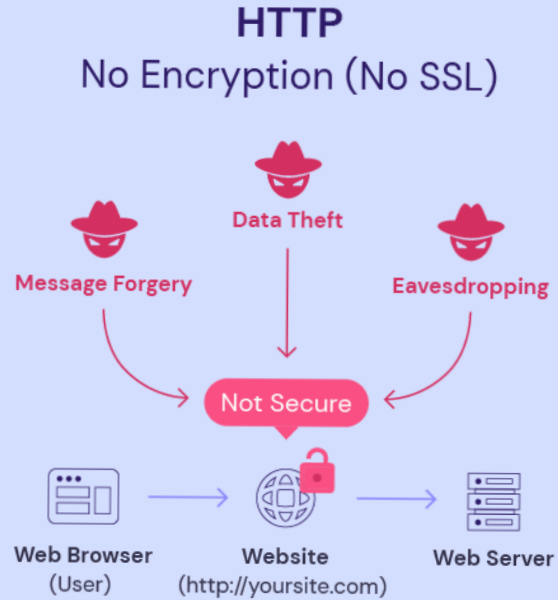 HTTP
No Encryption (No SSL)
Data Theft
Message Forgery
Eavesdropping
Not Secure
Web Browser
(User)
Website
(http://yoursite.com)
Web Server